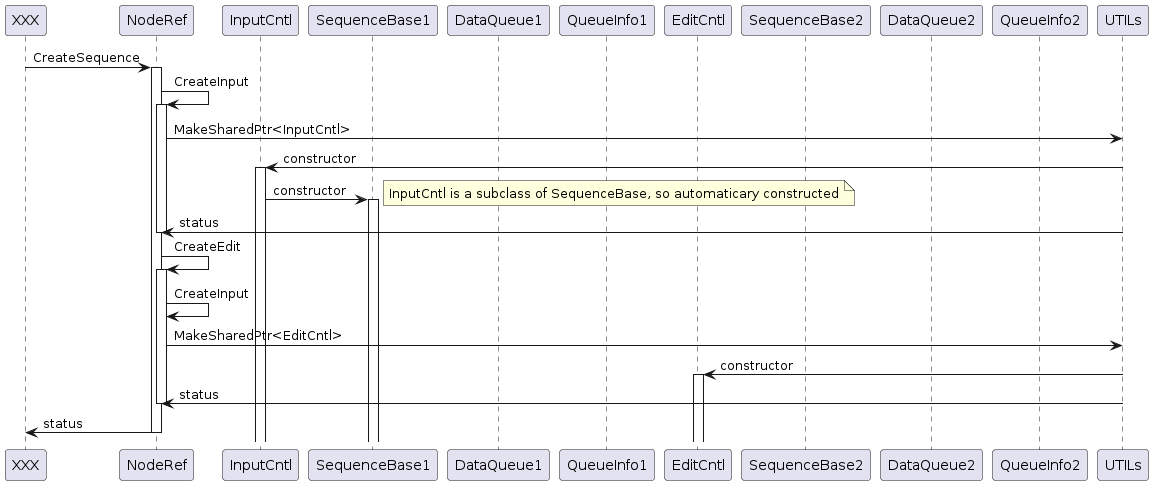 XXX NodeRef InputCntl SequenceBase1 DataQueue1 QueueInfo1 EditCntl SequenceBase2 DataQueue2 QueueInfo2 UTILs
CreateSequence
CreateInput
MakeSharedPtr<InputCntl>
constructor
constructor
InputCntl is a subclass of SequenceBase, so automaticary constructed
status
CreateEdit
CreateInput
MakeSharedPtr<EditCntl>
constructor
status
status
XXX NodeRef InputCntl SequenceBase1 DataQueue1 QueueInfo1 EditCntl SequenceBase2 DataQueue2 QueueInfo2 UTILs